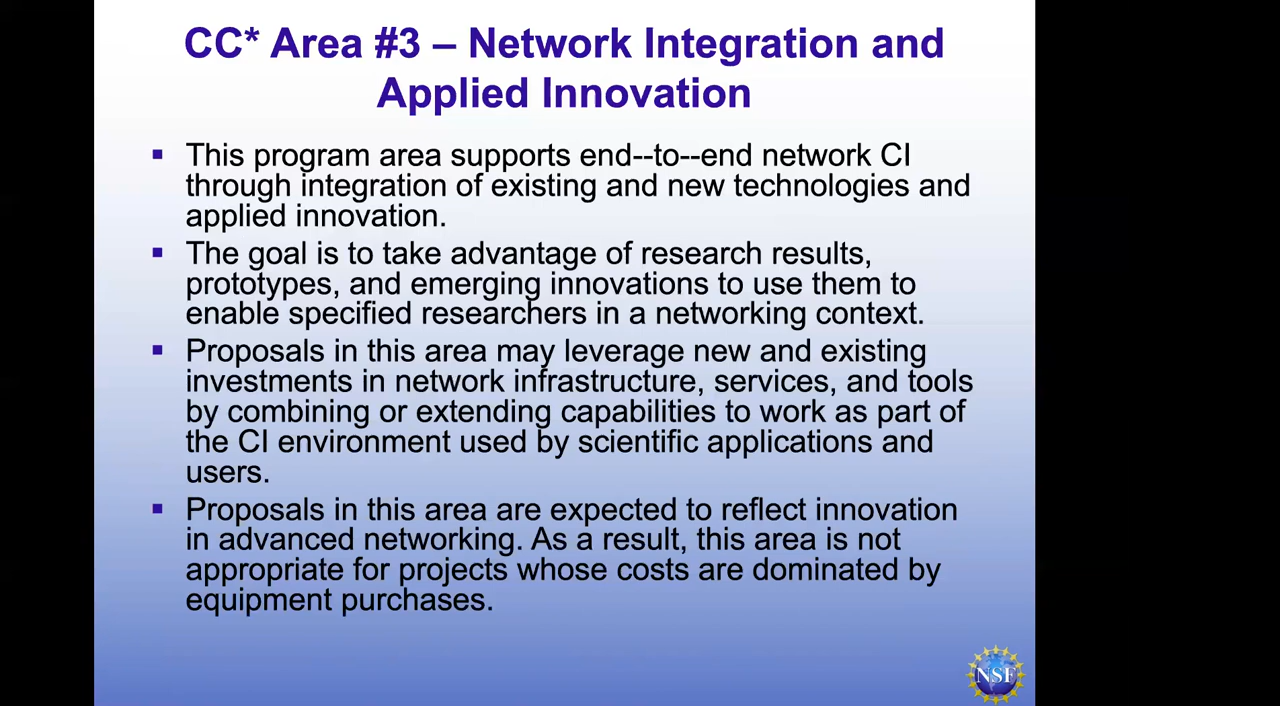 CC* Area #3 – Network Integration and
Applied Innovation
▪ This program area supports end--to--end network CI
through integration of existing and new technologies and
applied innovation.
▪ The goal is to take advantage of research results,
prototypes, and emerging innovations to use them to
enable specified researchers in a networking context.
▪ Proposals in this area may leverage new and existing
investments in network infrastructure, services, and tools
by combining or extending capabilities to work as part of
the CI environment used by scientific applications and
users.
▪ Proposals in this area are expected to reflect innovation
in advanced networking. As a result, this area is not
appropriate for projects whose costs are dominated by
equipment purchases.
NSF